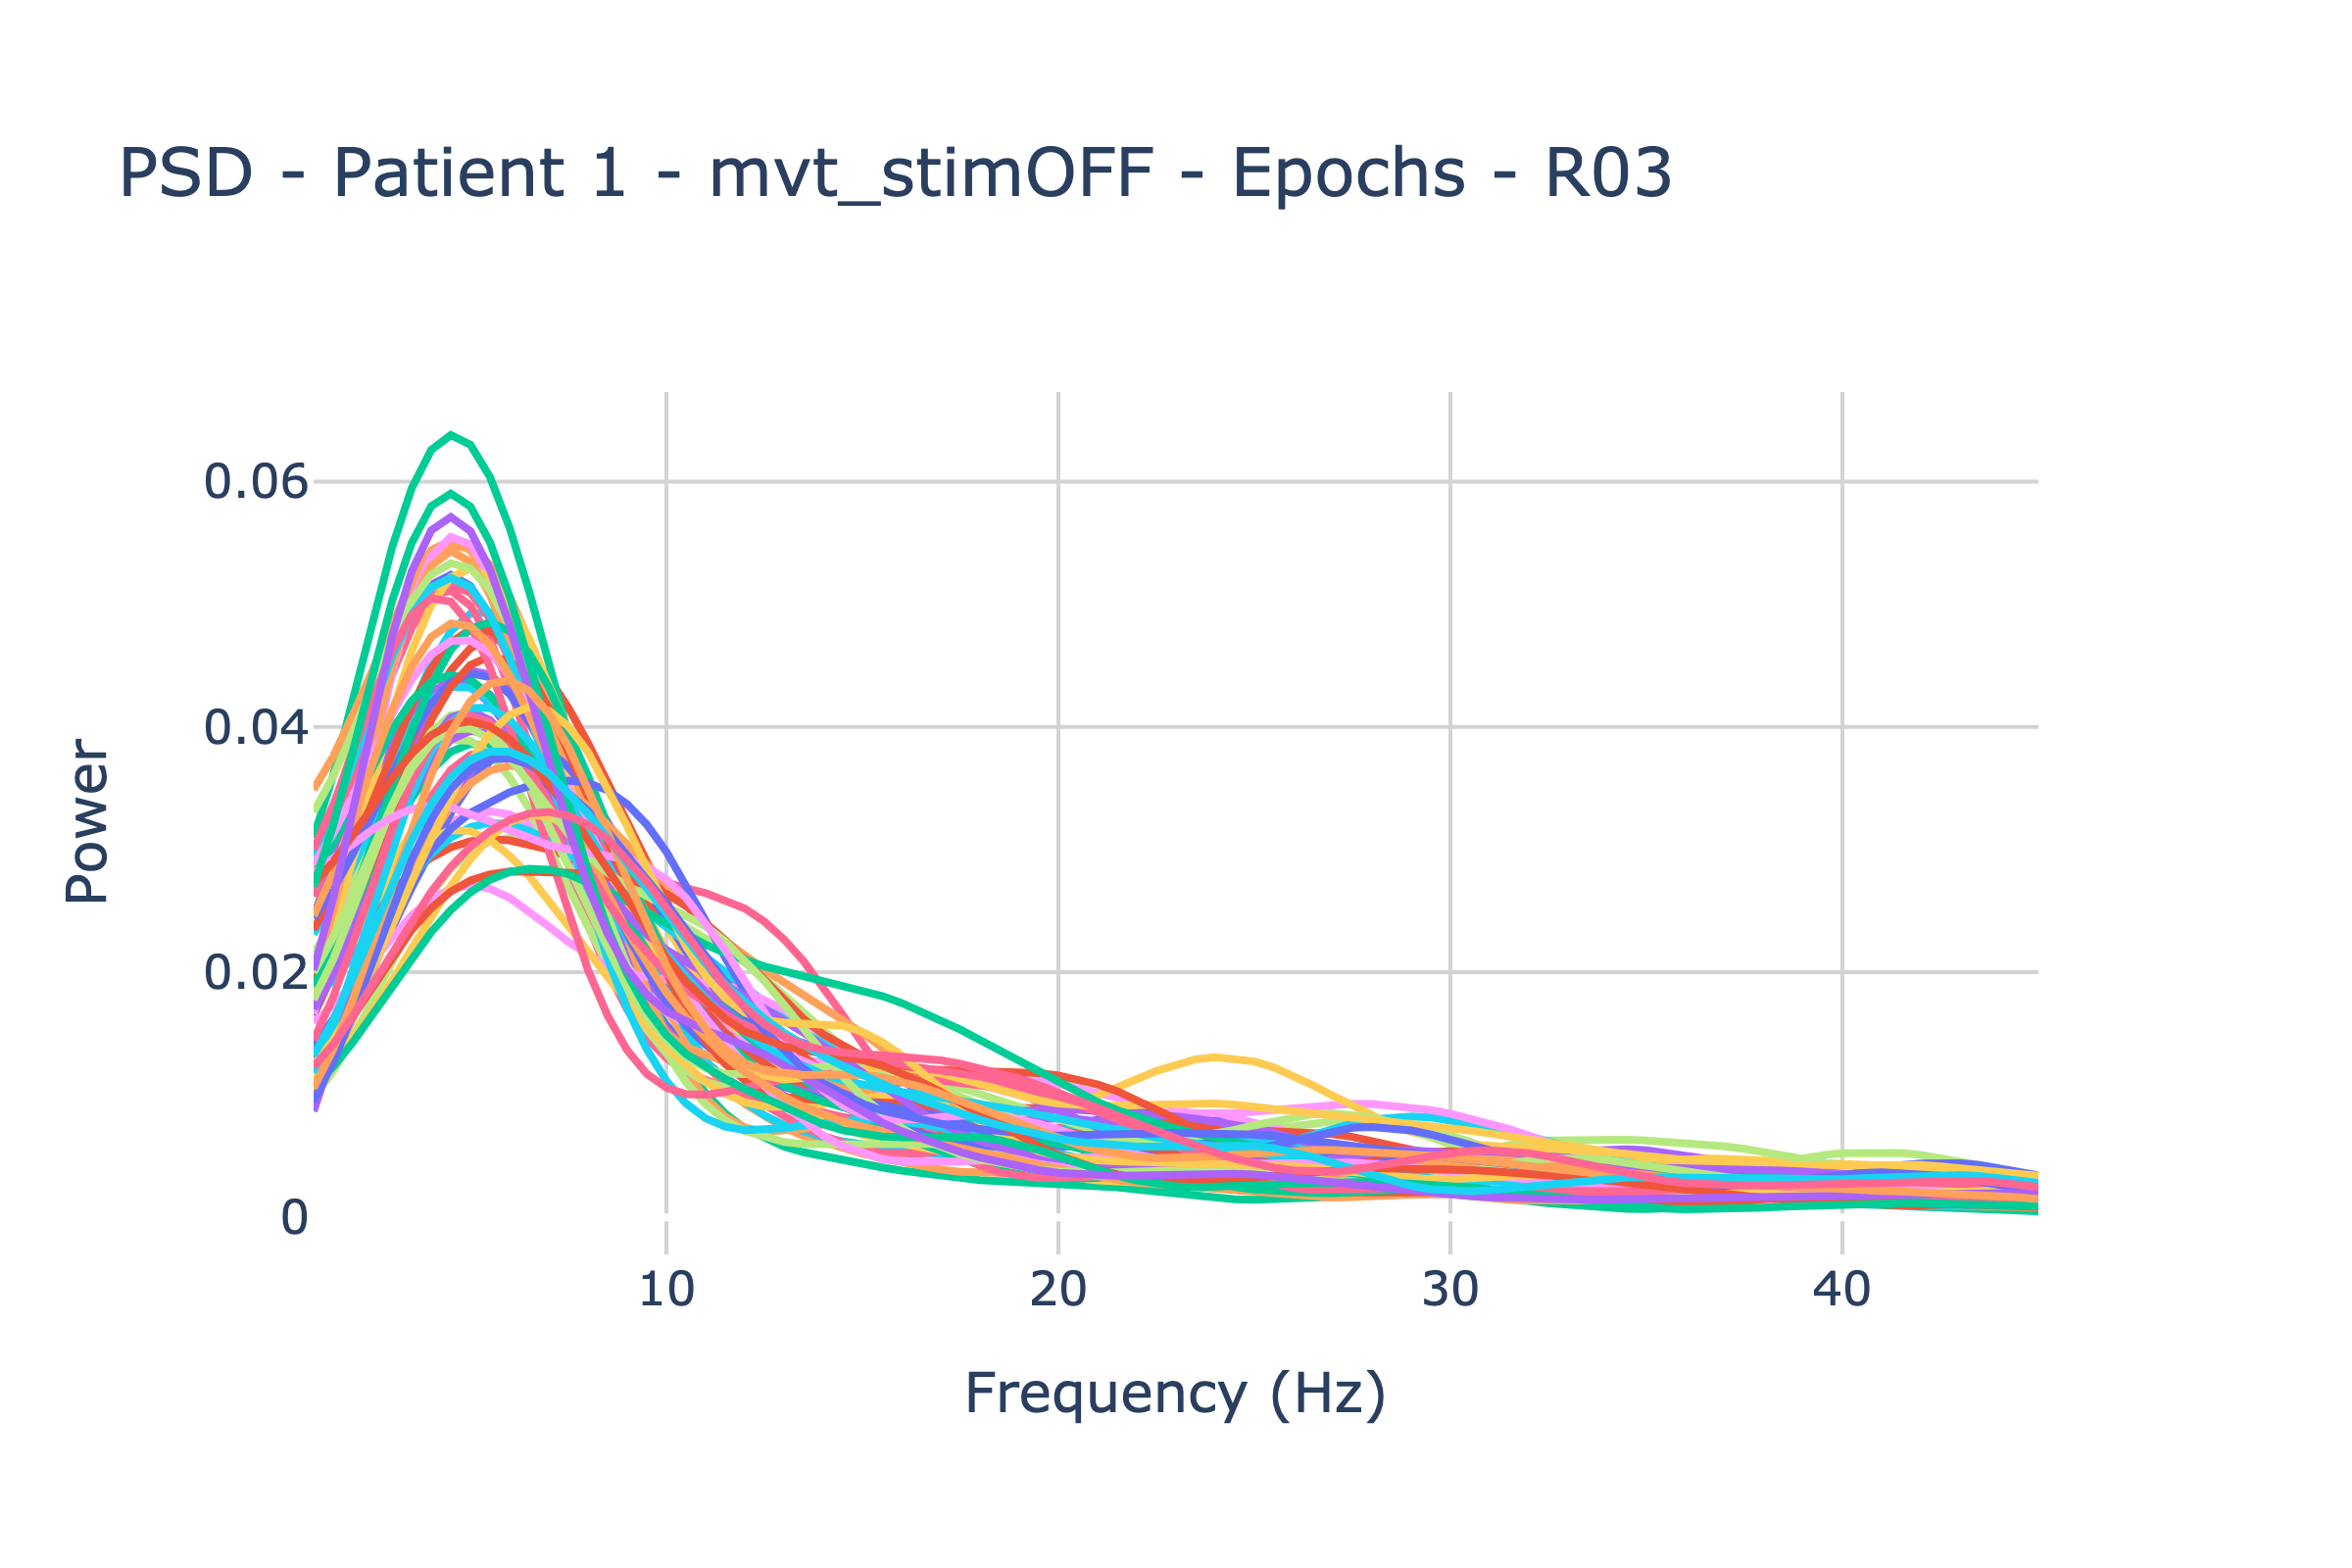 PSD - Patient 1 - mvt_stimOFF - Epochs - R03
0.06
0.04
0.02
0
Power
10 20 30 40
Frequency (Hz)